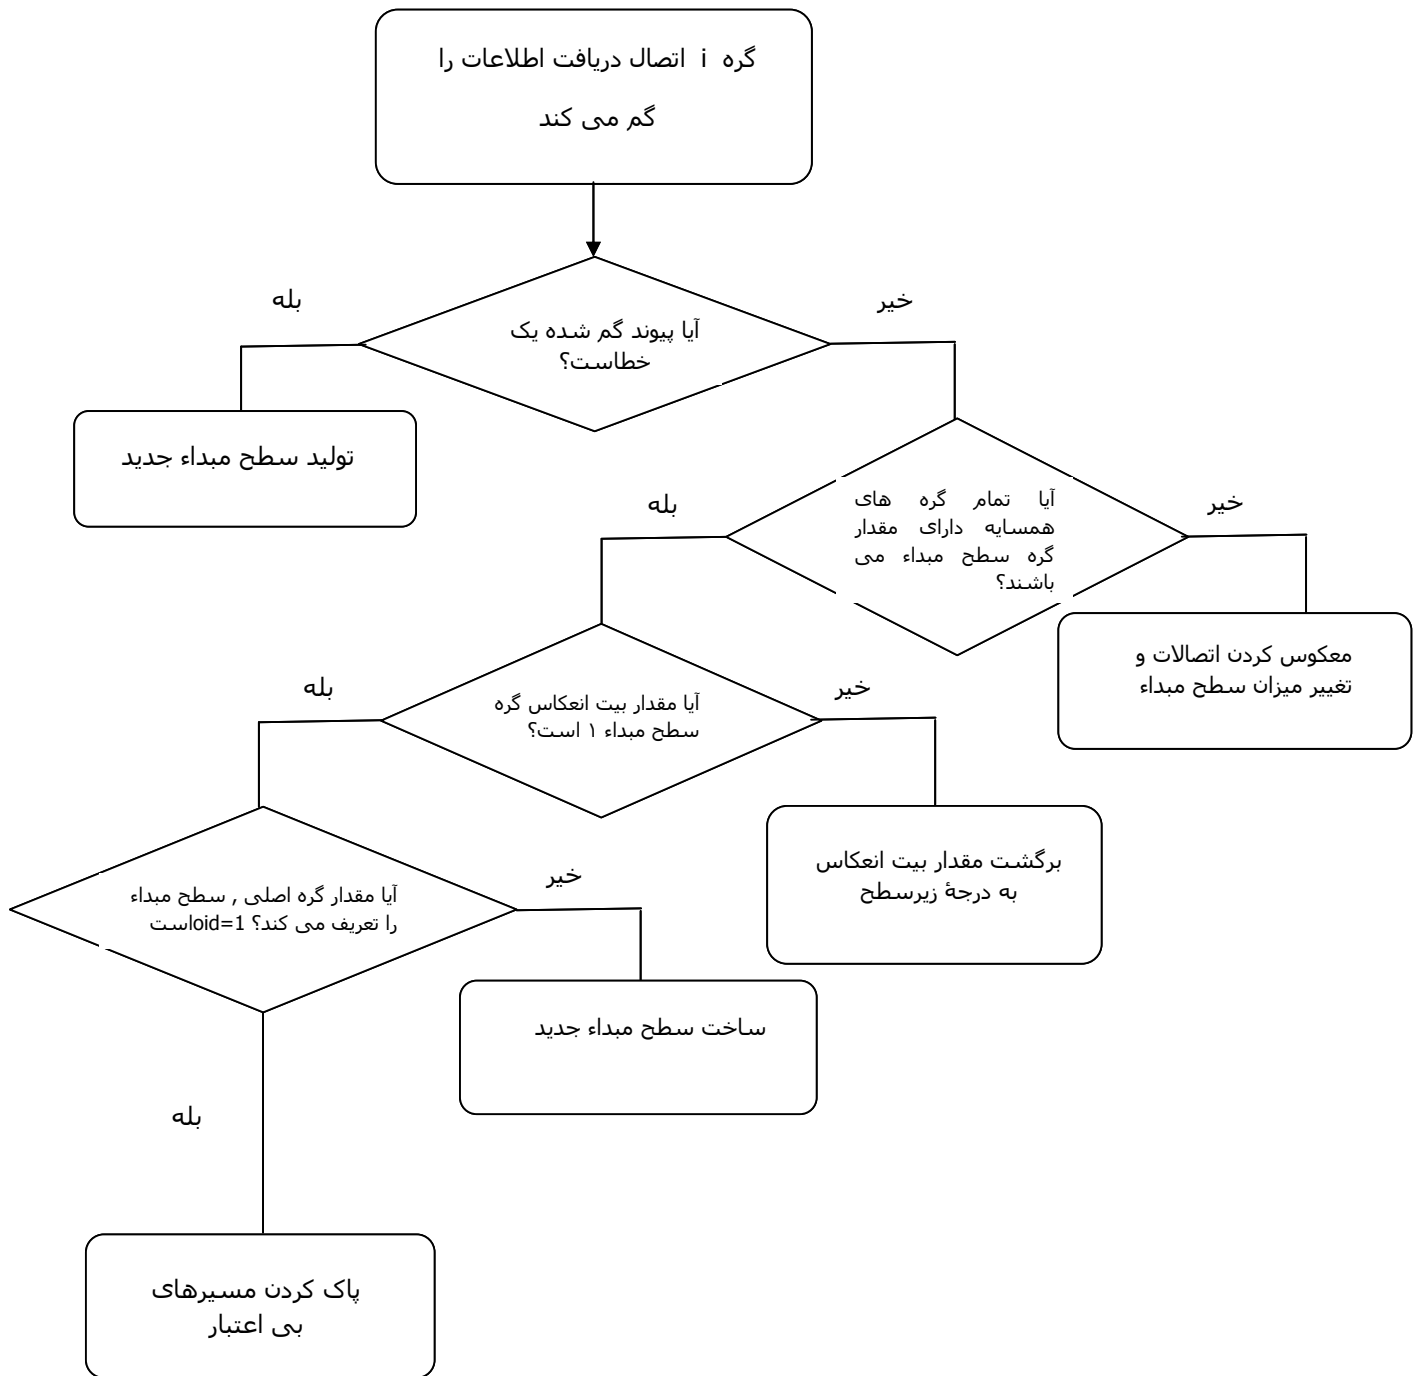 گره i اتصال دریافت اطلاعات را
گم می کند
بله
خیر
آیا پیوند گم شده یک
خطاست؟
تولید سطح مبداء جدید
بله
خیر
آیا تمام گره های
همسایه دارای مقدار
گره سطح مبداء می
باشند؟
معکوس کردن اتصالات و
تغییر میزان سطح مبداء
بله
خیر
آیا مقدار بیت انعکاس گره
سطح مبداء ۱ است؟
برگشت مقدار بیت انعکاس
به درجۀ زیرسطح
خیر
آیا مقدار گره اصلی , سطح مبداء
را تعریف می کند؟ oid=1است
ساخت سطح مبداء جدید
بله
پاک کردن مسیرهای
بی اعتبار